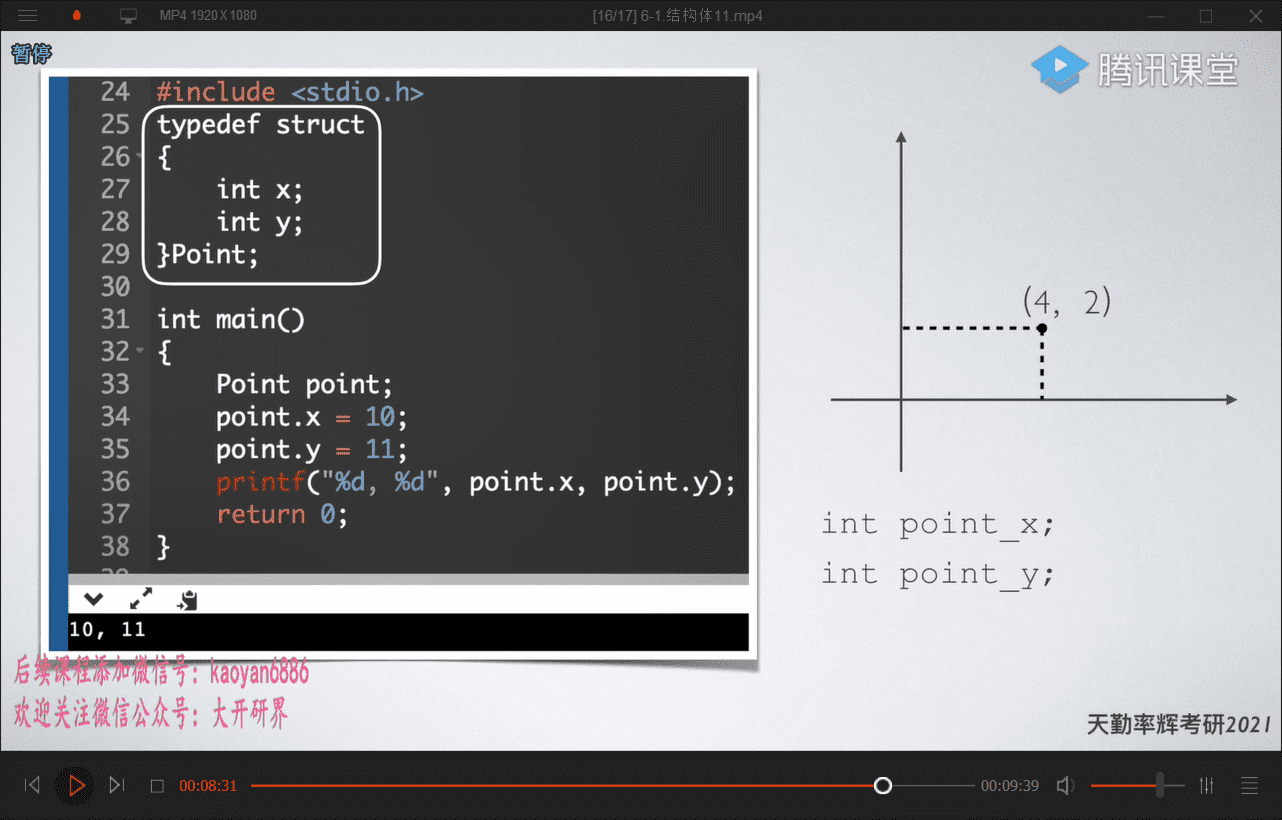 MP4 1920X1080
[16/17] 6-1.结构体11.mp4
暂停
腾讯课堂
24 #include <stdio.h>
25 typedef struct
26 {
27 int x;
28 int y;
29 }Point;
30
31 int main()
32 {
33 Point point;
34 point.x = 10;
35 point.y = 11;
36 printf("%d, %d", point.x, point.y);
37 return 0;
38 }
10, 11
(4, 2)
int point_x;
int point_y;
后续课程添加微信号：kaoyan6886
欢迎关注微信公众号：大开研界
天勤率辉考研2021
00:08:31
00:09:39